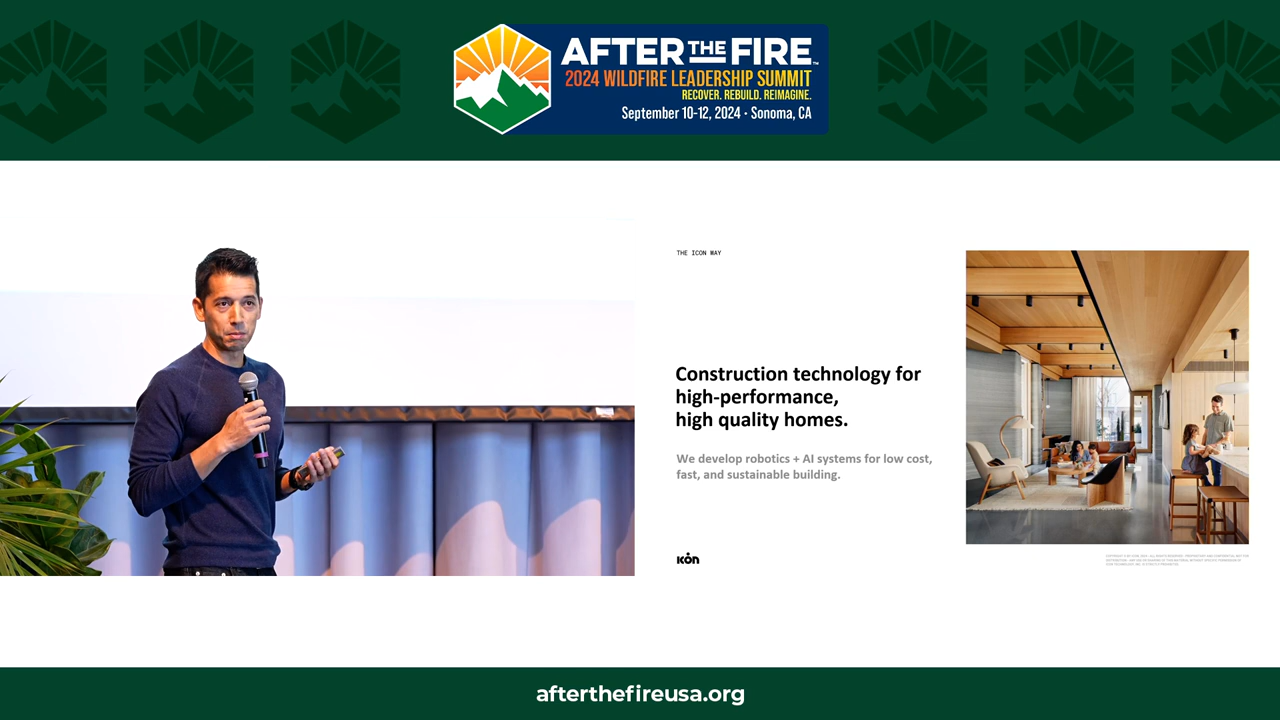 AFTER THE FIRE™
2024 WILDFIRE LEADERSHIP SUMMIT
RECOVER. REBUILD. REIMAGINE.
September 10-12, 2024 · Sonoma, CA
THE ICON WAY
Construction technology for
high-performance,
high quality homes.
We develop robotics + AI systems for low cost,
fast, and sustainable building.
ICON
afterthefireusa.org